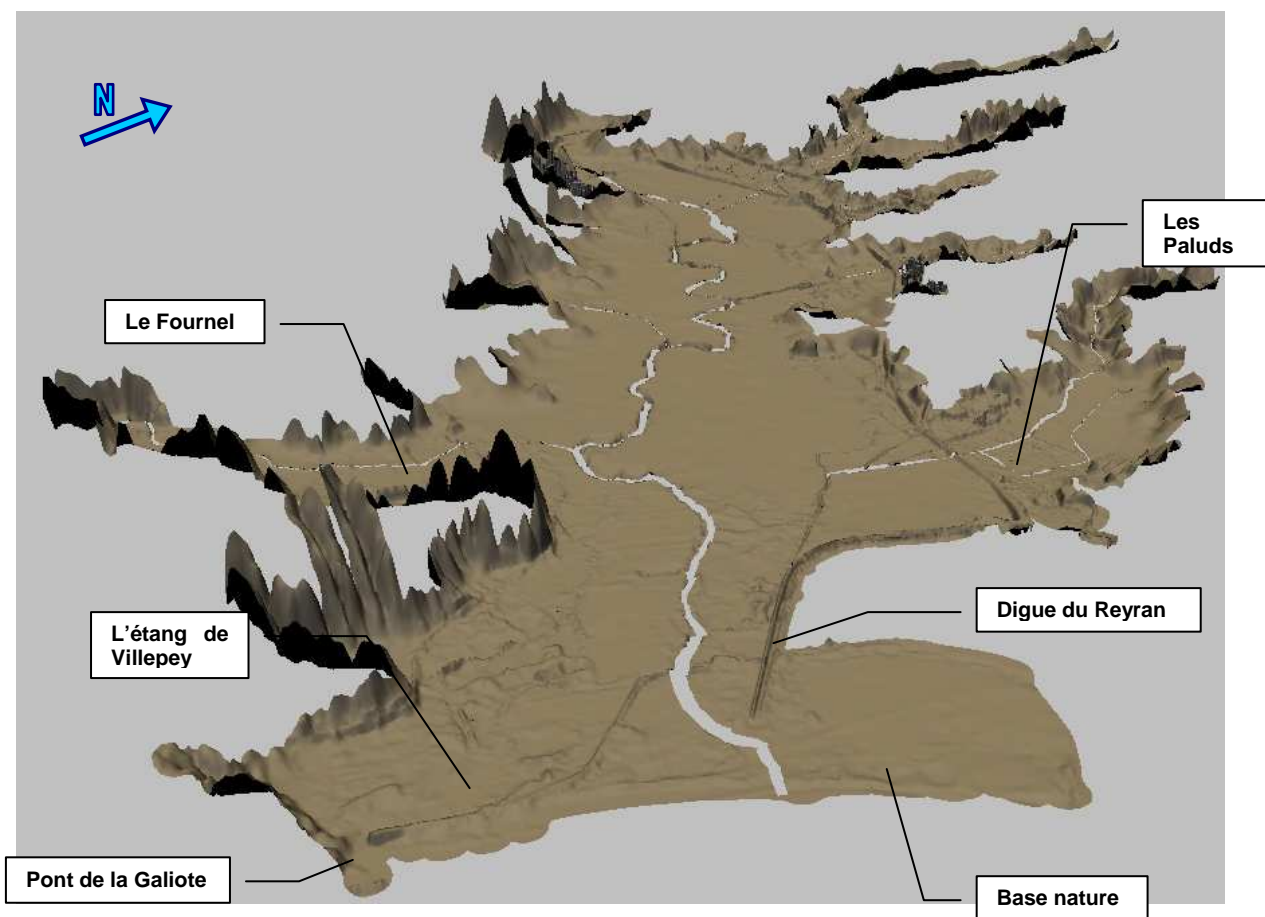 N
Les
Paluds
Le Fournel
Digue du Reyran
L'étang de
Villepey
Pont de la Galiote
Base nature